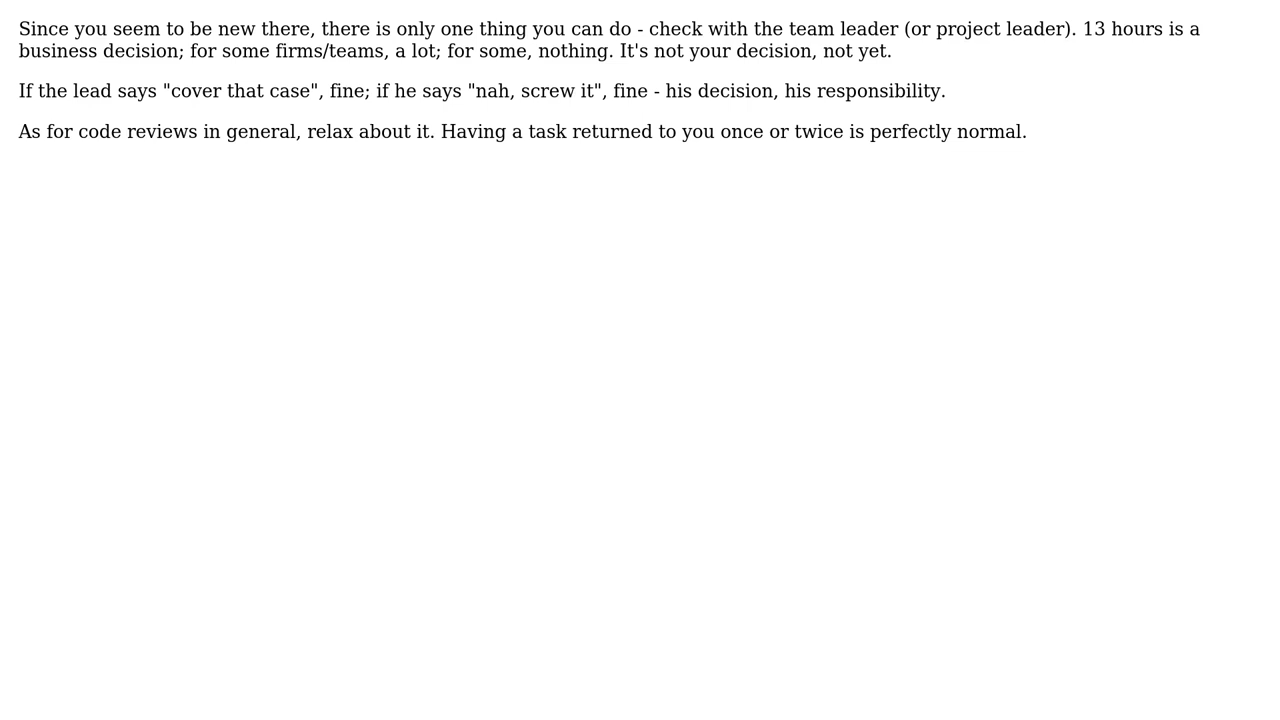 Since you seem to be new there, there is only one thing you can do - check with the team leader (or project leader). 13 hours is a
business decision; for some firms/teams, a lot; for some, nothing. It's not your decision, not yet.
If the lead says "cover that case", fine; if he says "nah, screw it", fine - his decision, his responsibility.
As for code reviews in general, relax about it. Having a task returned to you once or twice is perfectly normal.